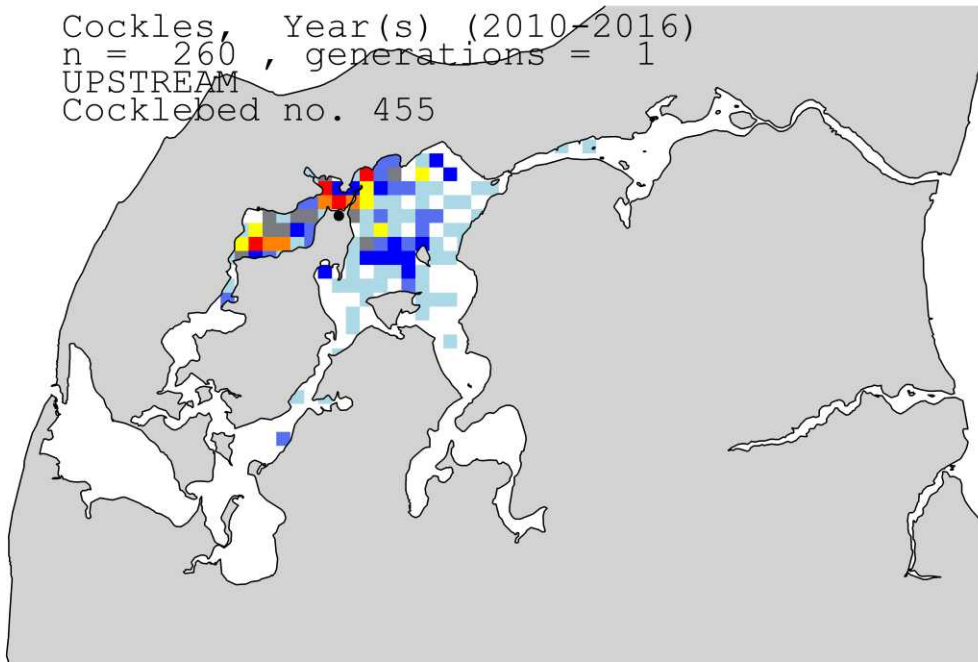 Cockles, Year(s) (2010-2016)
n = 260 , generations = 1
UPSTREAM
Cocklebed no. 455